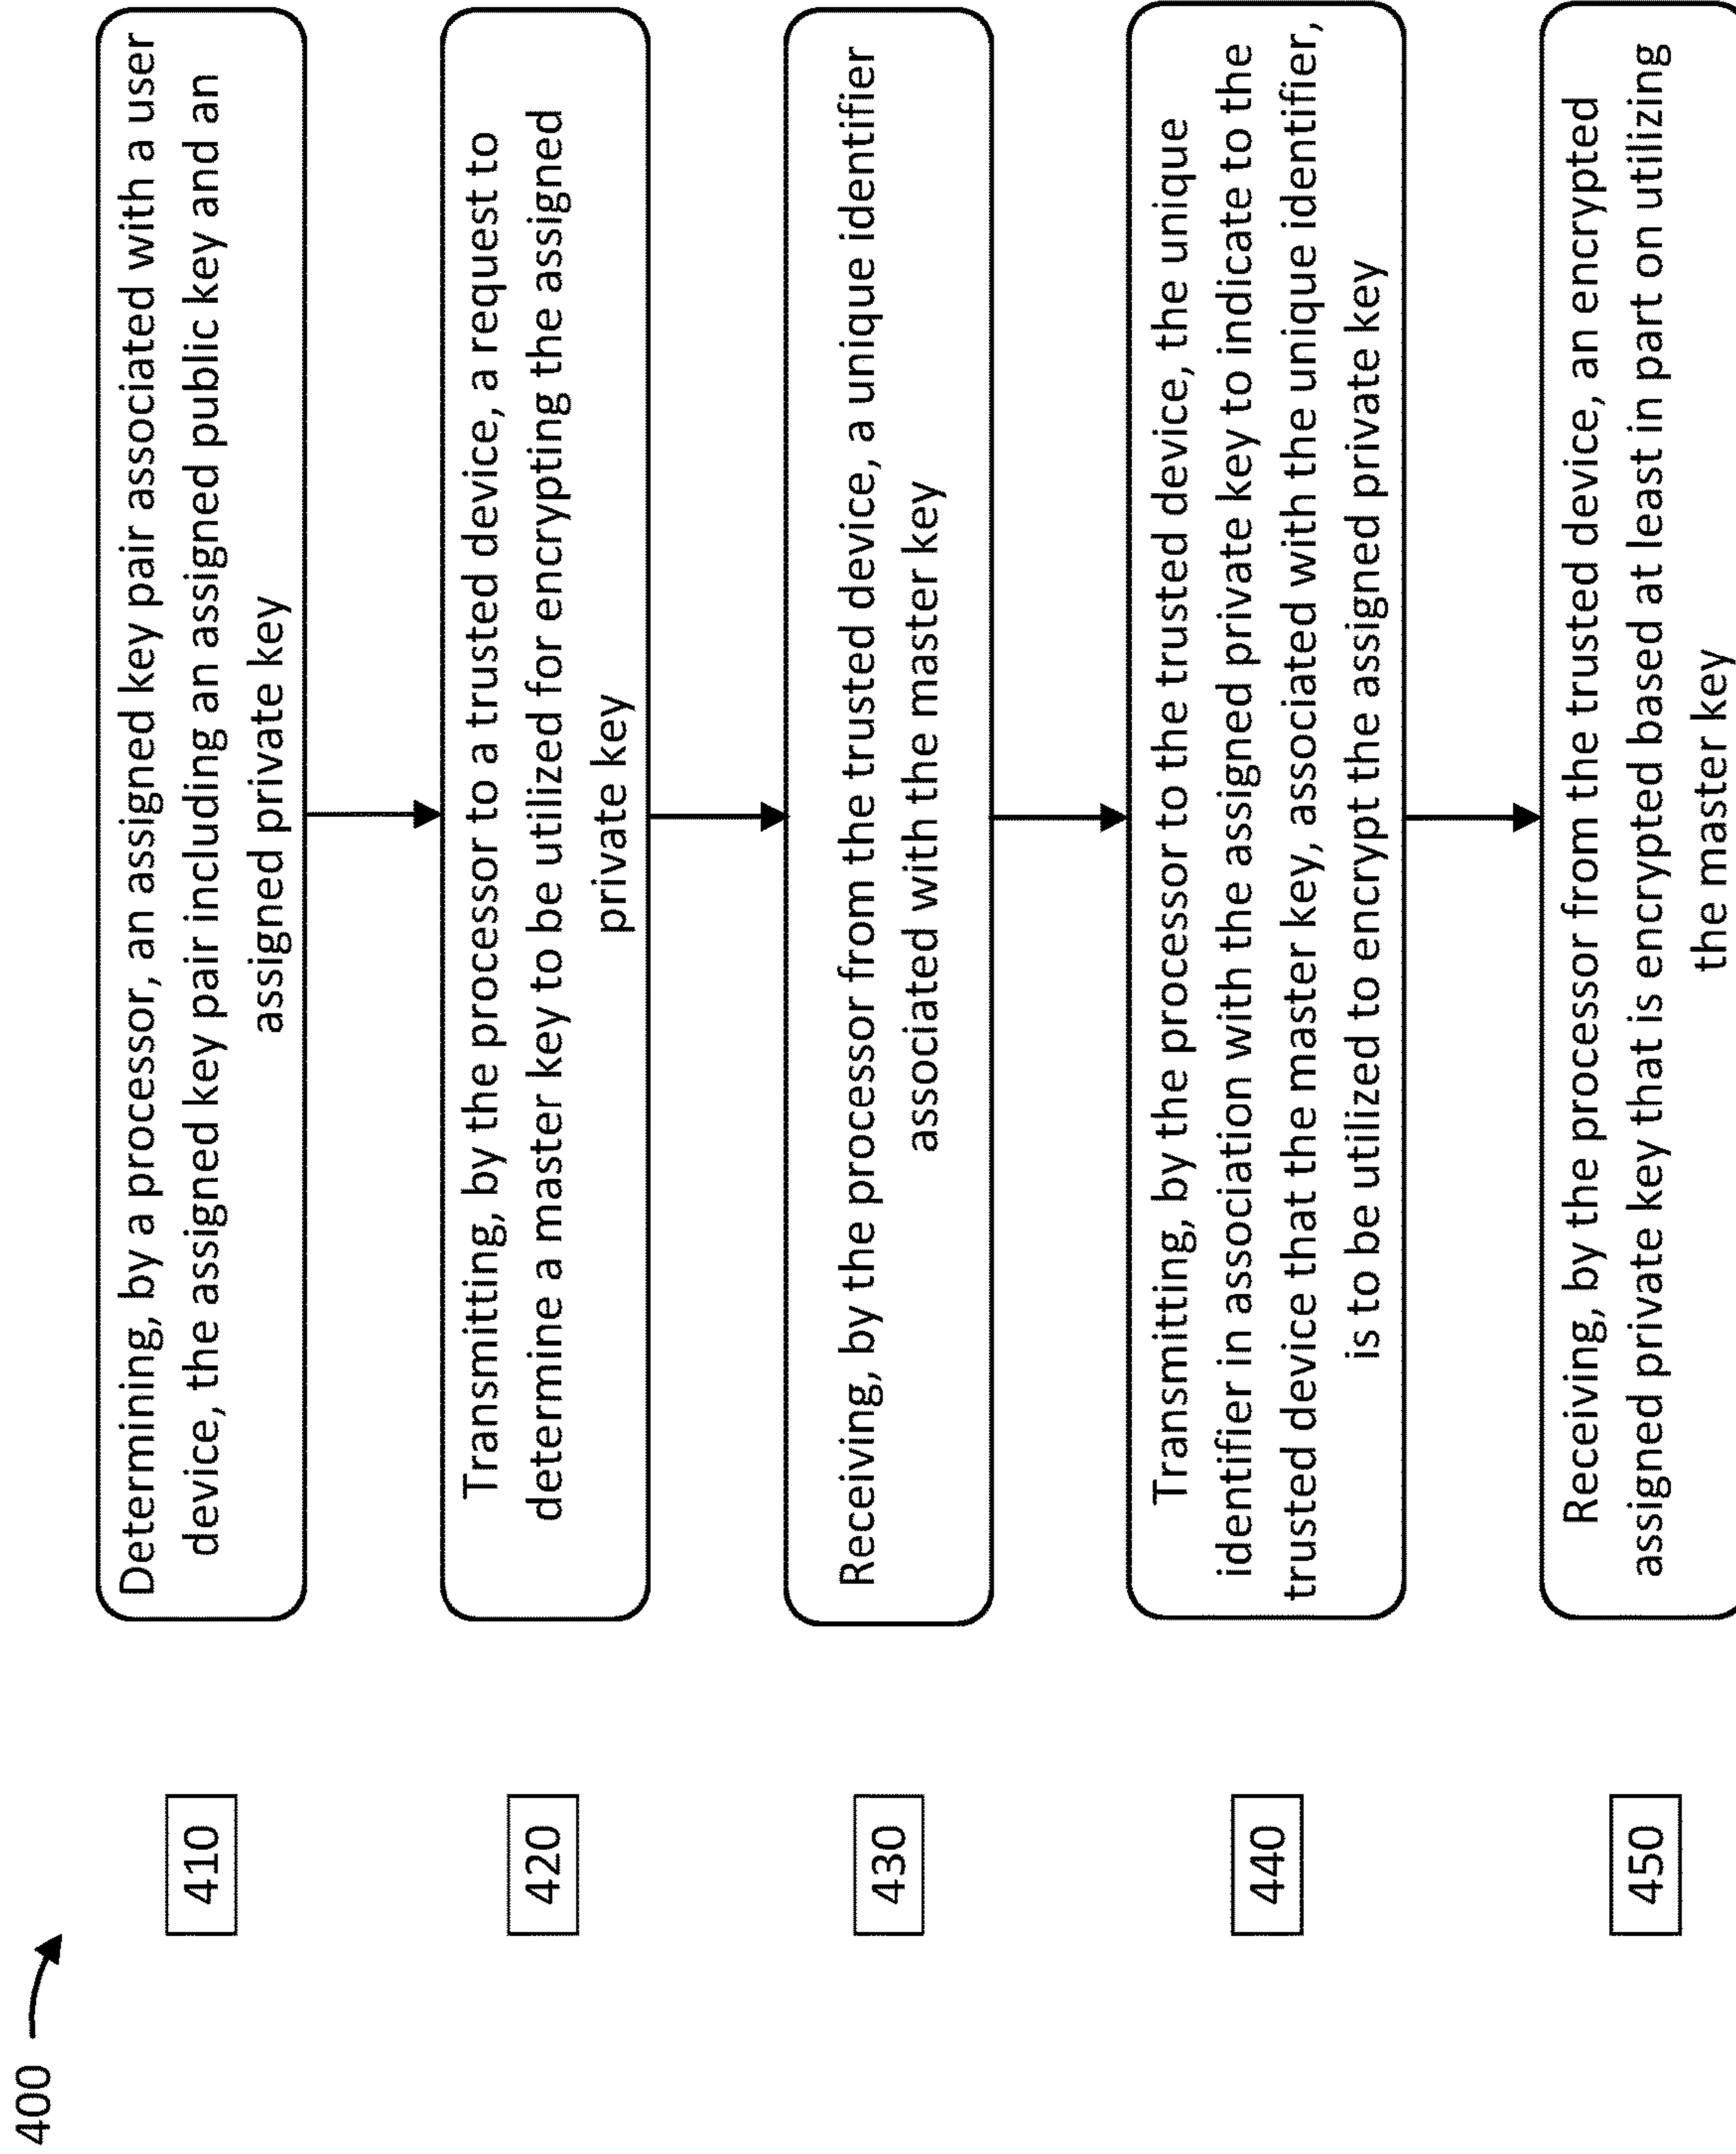 400
410
Determining, by a processor, an assigned key pair associated with a user
device, the assigned key pair including an assigned public key and an
assigned private key
420
Transmitting, by the processor to a trusted device, a request to
determine a master key to be utilized for encrypting the assigned
private key
430
Receiving, by the processor from the trusted device, a unique identifier
associated with the master key
440
Transmitting, by the processor to the trusted device, the unique
identifier in association with the assigned private key to indicate to the
trusted device that the master key, associated with the unique identifier,
is to be utilized to encrypt the assigned private key
450
Receiving, by the processor from the trusted device, an encrypted
assigned private key that is encrypted based at least in part on utilizing
the master key